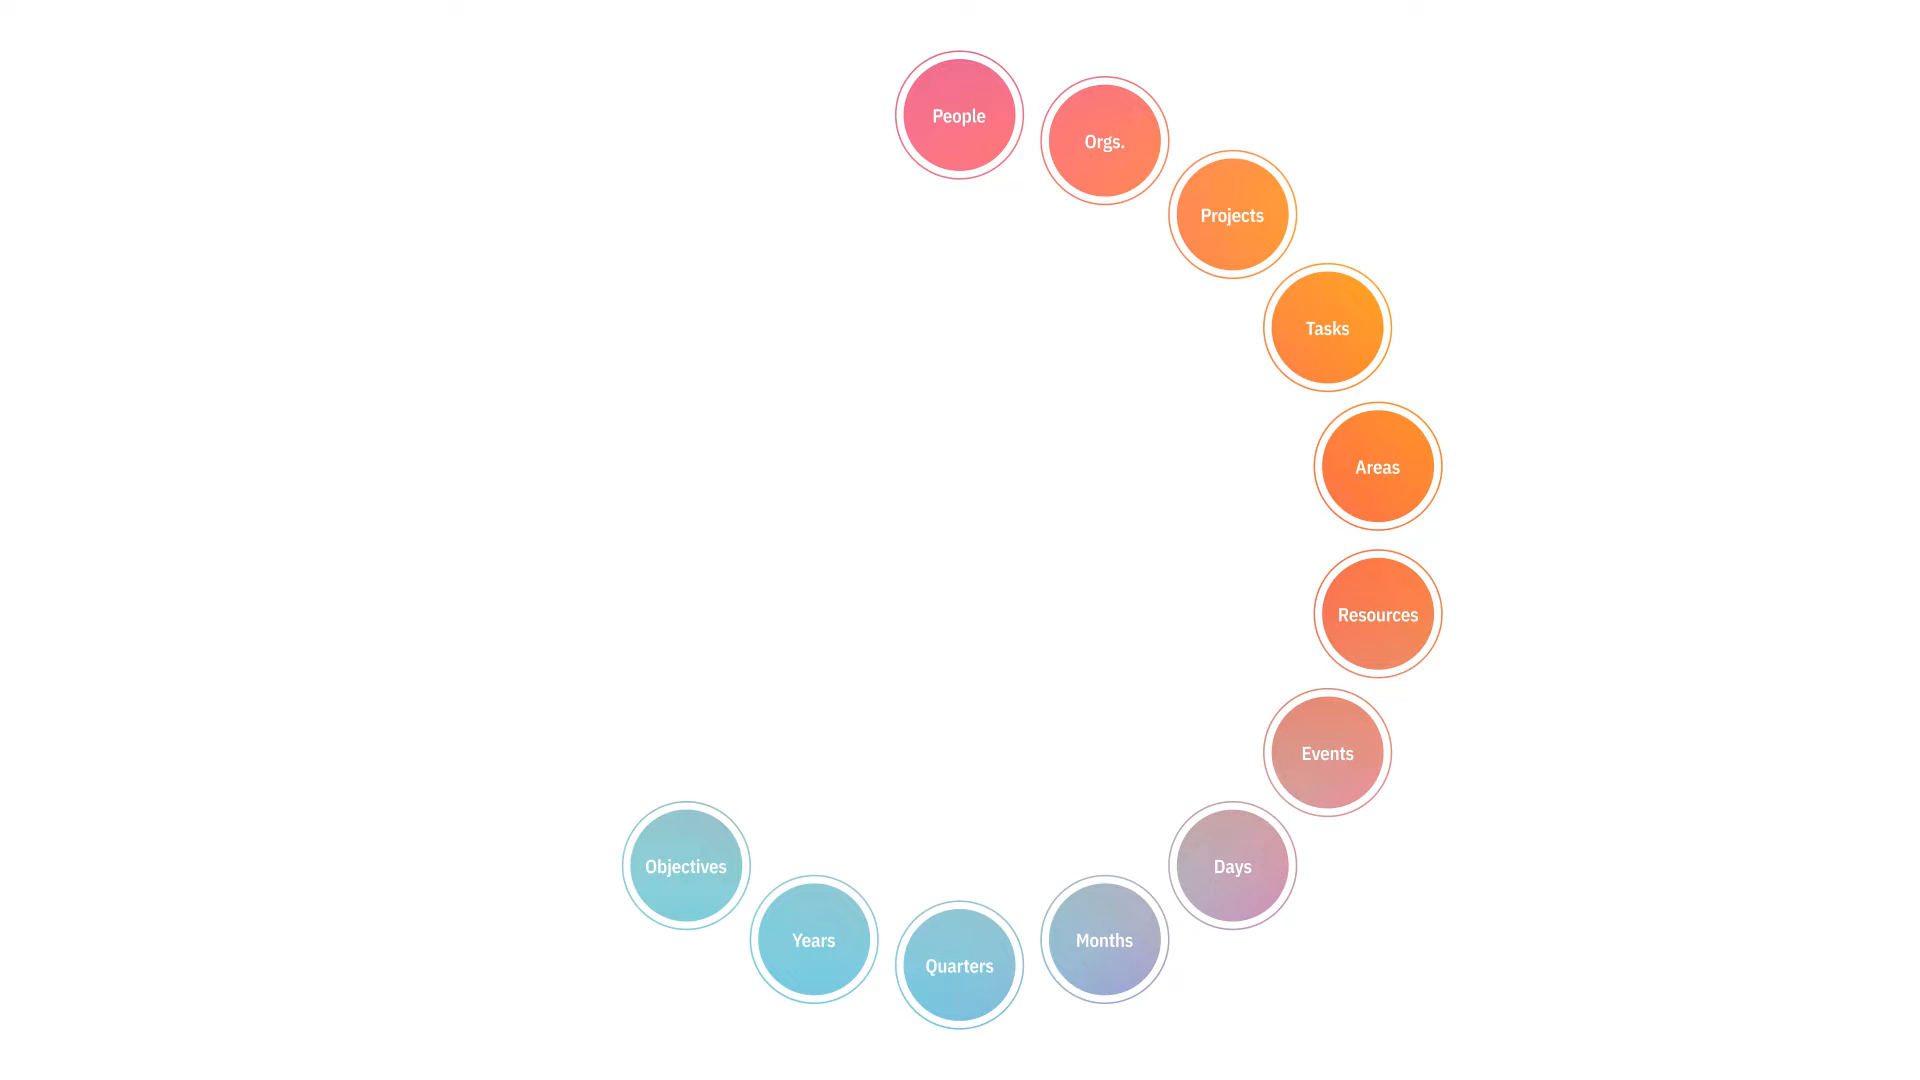 People
Orgs.
Projects
Tasks
Areas
Resources
Events
Days
Months
Quarters
Years
Objectives